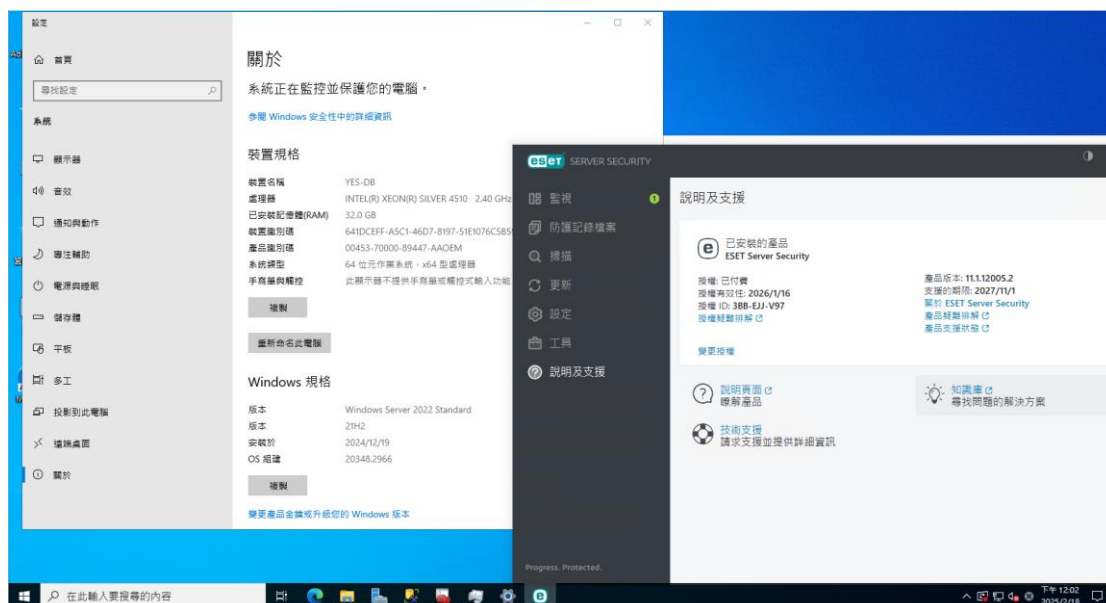 設定
首頁
尋找設定
系統
顯示器
音效
通知與動作
專注輔助
電源與睡眠
儲存體
平板
多工
投影到此電腦
遠端桌面
關於
關於
系統正在監控並保護您的電腦。
參閱 Windows 安全性中的詳細資訊
裝置規格
裝置名稱 YES-DB
處理器 INTEL(R) XEON(R) SILVER 4510 2.40 GHz
已安裝記憶體(RAM) 32.0 GB
裝置識別碼
產品識別碼 00453-70000-89447-AAOEM
系統類型 64 位元作業系統,x64 型處理器
手寫筆與觸控 此顯示器不提供手寫筆或觸控式輸入功能
複製
重新命名此電腦
Windows 規格
版本 Windows Server 2022 Standard
版本 21H2
安裝於 2024/12/19
OS 組建 20348.2966
複製
變更產品金鑰或升級您的 Windows 版本
eset SERVER SECURITY
監視 1
防護記錄檔案
掃描
更新
設定
工具
說明及支援
Progress. Protected.
說明及支援
已安裝的產品
ESET Server Security
授權: 已付費
授權有效性: 2026/1/16
授權 ID: 3BB-EJJ-V97
授權疑難排解
變更授權
產品版本: 11.1.12005.2
支援的期限: 2027/11/1
關於 ESET Server Security
產品疑難排解
產品支援狀態
說明頁面
瞭解產品
知識庫
尋找問題的解決方案
技術支援
請求支援並提供詳細資訊
在此輸入要搜尋的內容
下午 12:02
2025/2/18